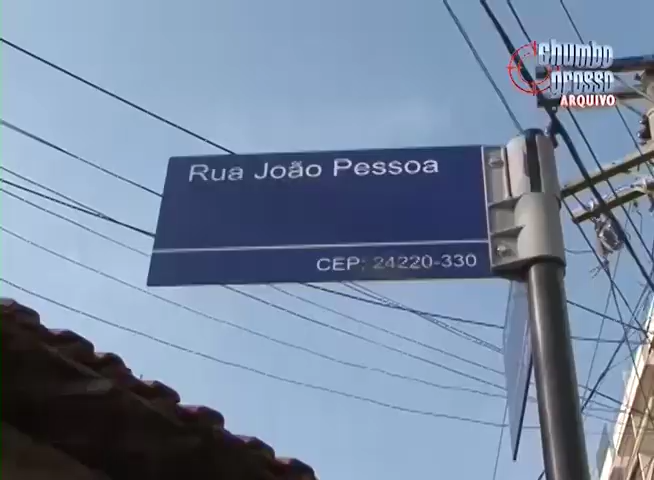 Chumbo
Grosso
ARQUIVO
Rua João Pessoa
CEP: 24220-330